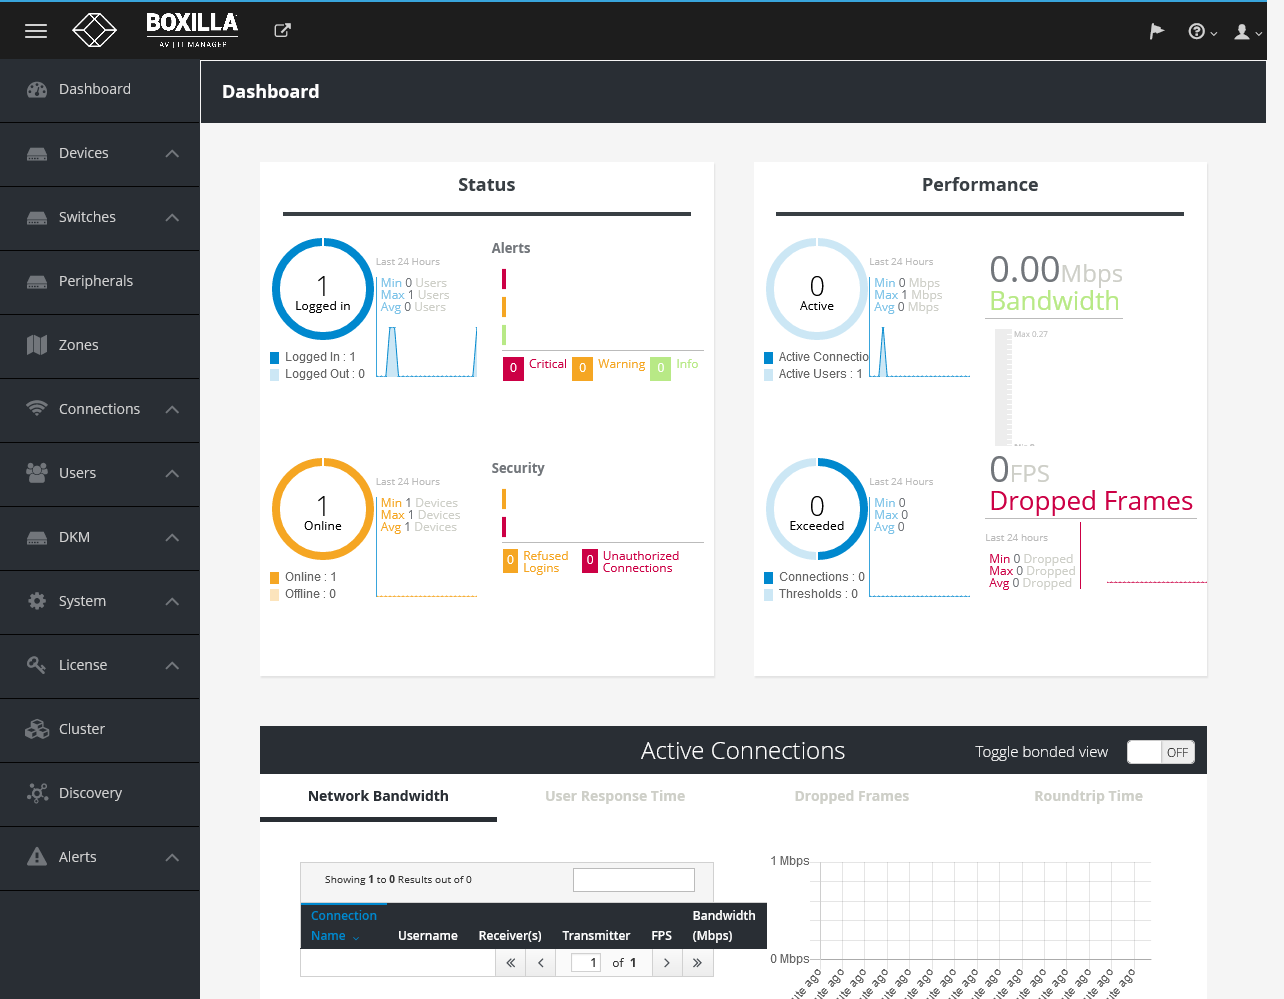 BOXILLA
AV | IT MANAGER
Dashboard
Devices
Switches
Peripherals
Zones
Connections
Users
DKM
System
License
Cluster
Discovery
Alerts
Dashboard
Status
1
Logged in
Last 24 Hours
Min 0 Users
Max 1 Users
Avg 0 Users
Logged In : 1
Logged Out : 0
Alerts
0 Critical 0 Warning 0 Info
1
Online
Last 24 Hours
Min 1 Devices
Max 1 Devices
Avg 1 Devices
Online : 1
Offline : 0
Security
0 Refused Logins
0 Unauthorized Connections
Performance
0
Active
Last 24 Hours
Min 0 Mbps
Max 1 Mbps
Avg 0 Mbps
Active Connectio
Active Users : 1
0.00Mbps
Bandwidth
Max 0.27
0
Exceeded
Last 24 Hours
Min 0
Max 0
Avg 0
Connections : 0
Thresholds : 0
0FPS
Dropped Frames
Last 24 hours
Min 0 Dropped
Max 0 Dropped
Avg 0 Dropped
Active Connections
Toggle bonded view OFF
Network Bandwidth User Response Time Dropped Frames Roundtrip Time
Showing 1 to 0 Results out of 0
Connection Name Username Receiver(s) Transmitter FPS Bandwidth (Mbps)
1 of 1
1 Mbps
0 Mbps